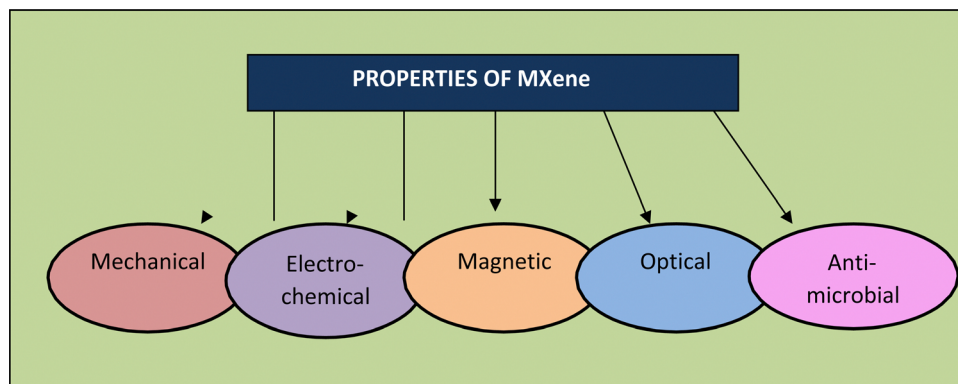 PROPERTIES OF MXene
Mechanical
Electro-
chemical
Magnetic
Optical
Anti-
microbial